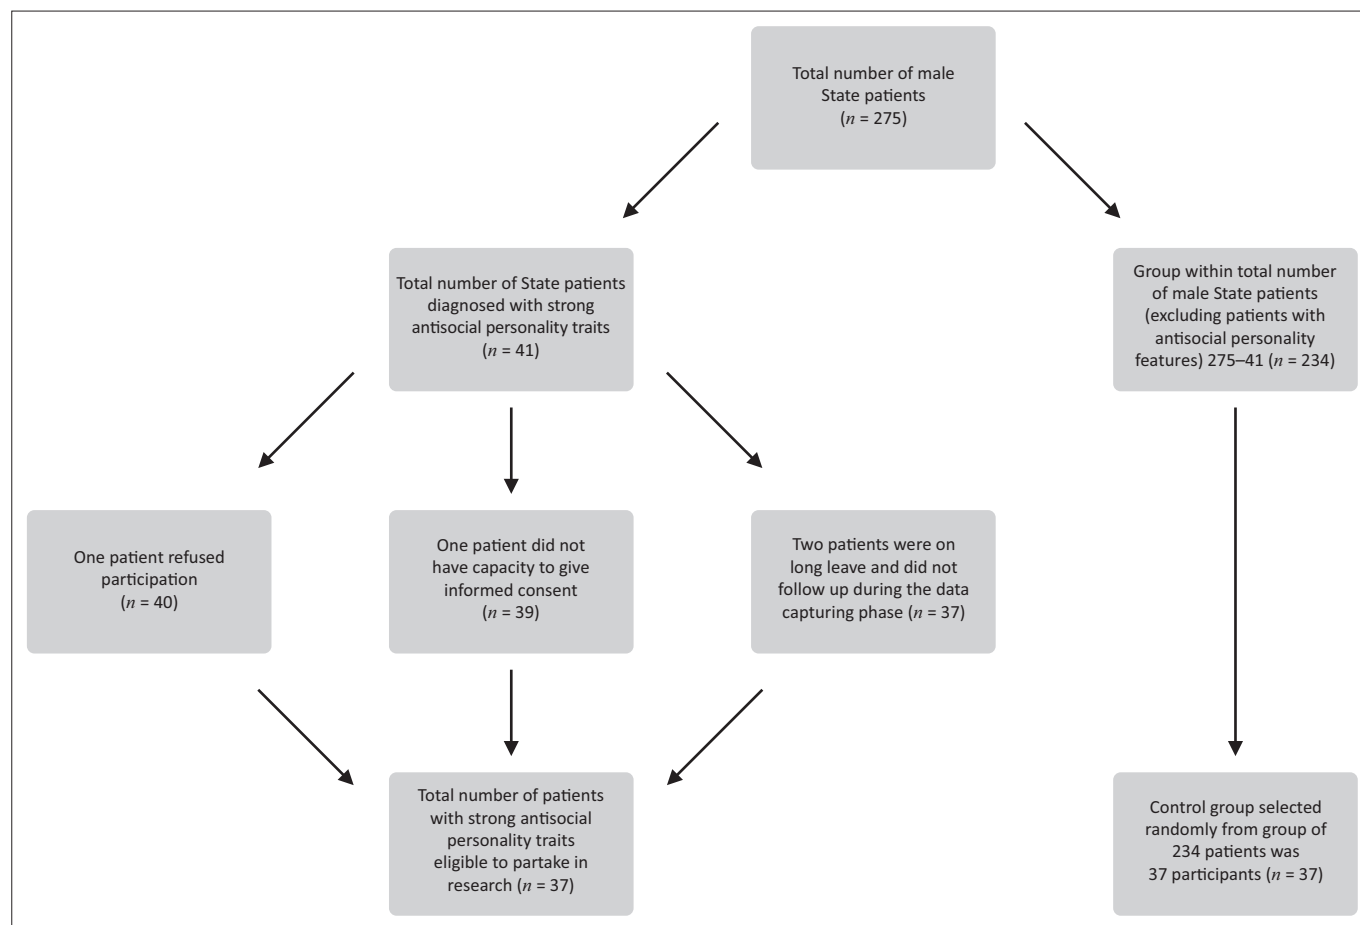 Total number of male
State patients
(n = 275)
Total number of State patients
diagnosed with strong
antisocial personality traits
(n = 41)
Group within total number
of male State patients
(excluding patients with
antisocial personality
features) 275–41 (n = 234)
One patient refused
participation
(n = 40)
One patient did not
have capacity to give
informed consent
(n = 39)
Two patients were on
long leave and did not
follow up during the data
capturing phase (n = 37)
Total number of patients
with strong antisocial
personality traits
eligible to partake in
research (n = 37)
Control group selected
randomly from group of
234 patients was
37 participants (n = 37)